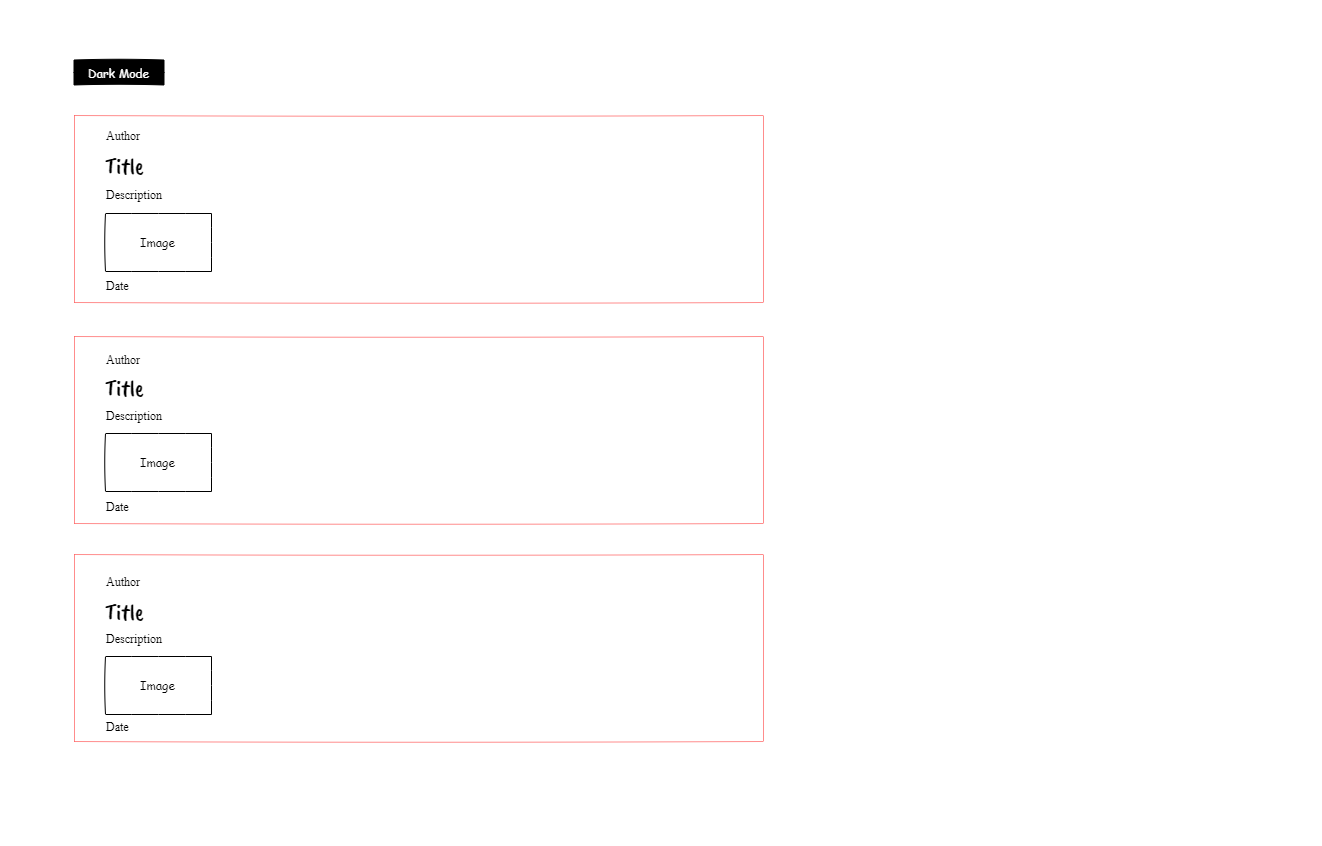 Dark Mode
Author
Title
Description
Image
Date
Author
Title
Description
Image
Date
Author
Title
Description
Image
Date